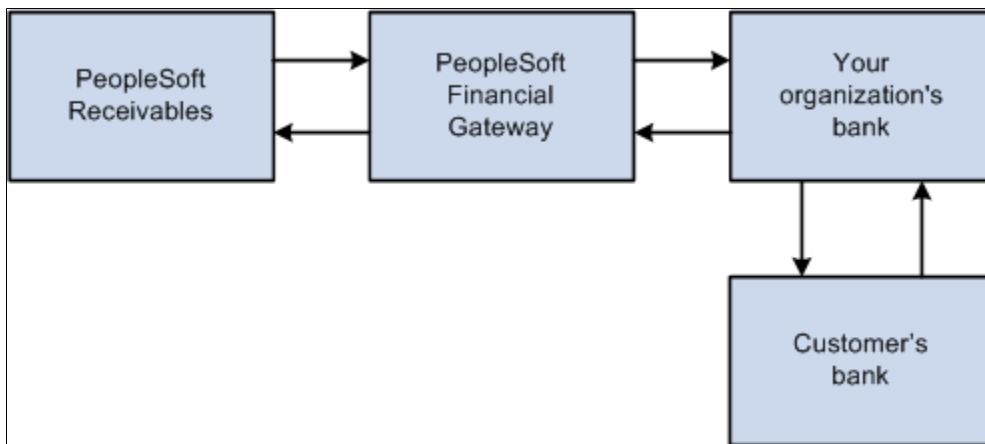 PeopleSoft
Receivables
PeopleSoft
Financial
Gateway
Your
organization's
bank
Customer’s
bank